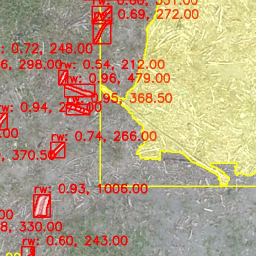 rw: 0.69, 272.00
rw: 0.72, 248.00
rw: 0.54, 212.00
298.00
rw: 0.96, 479.00
0.95, 368.50
rw: 0.94,
rw: 0.74, 266.00
370.50
rw: 0.93, 1006.00
330.00
rw: 0.60, 243.00